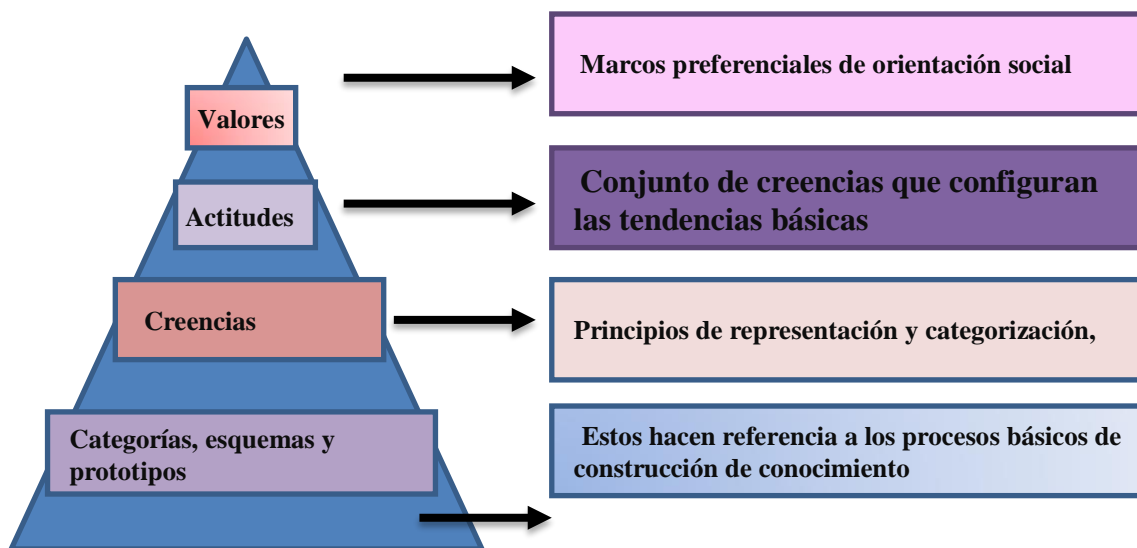 Valores
Marcos preferenciales de orientación social
Actitudes
Conjunto de creencias que configuran
las tendencias básicas
Creencias
Principios de representación y categorización,
Categorías, esquemas y
prototipos
Estos hacen referencia a los procesos básicos de
construcción de conocimiento